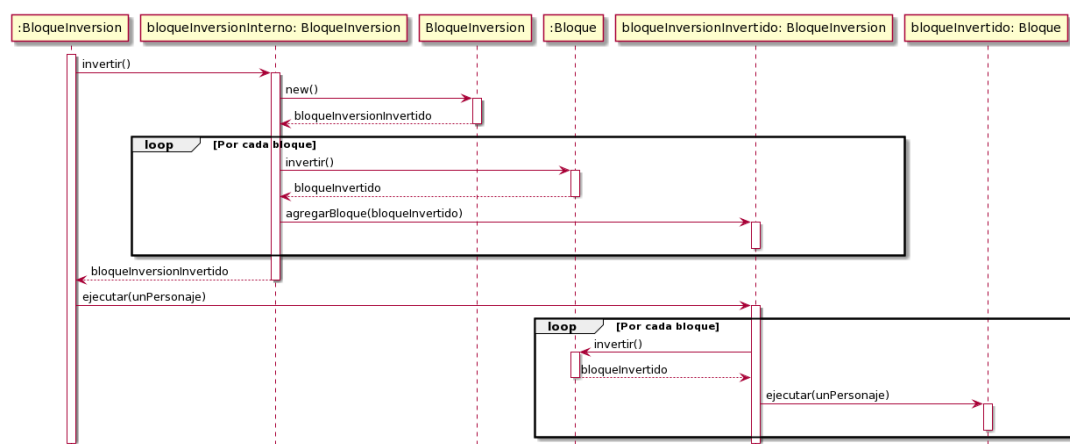 :BloqueInversion
bloqueInversionInterno: BloqueInversion
BloqueInversion
:Bloque
bloqueInversionInvertido: BloqueInversion
bloqueInvertido: Bloque
invertir()
new()
bloqueInversionInvertido
loop
[Por cada bloque]
invertir()
bloqueInvertido
agregarBloque(bloqueInvertido)
bloqueInversionInvertido
ejecutar(unPersonaje)
loop
[Por cada bloque]
invertir()
bloqueInvertido
ejecutar(unPersonaje)